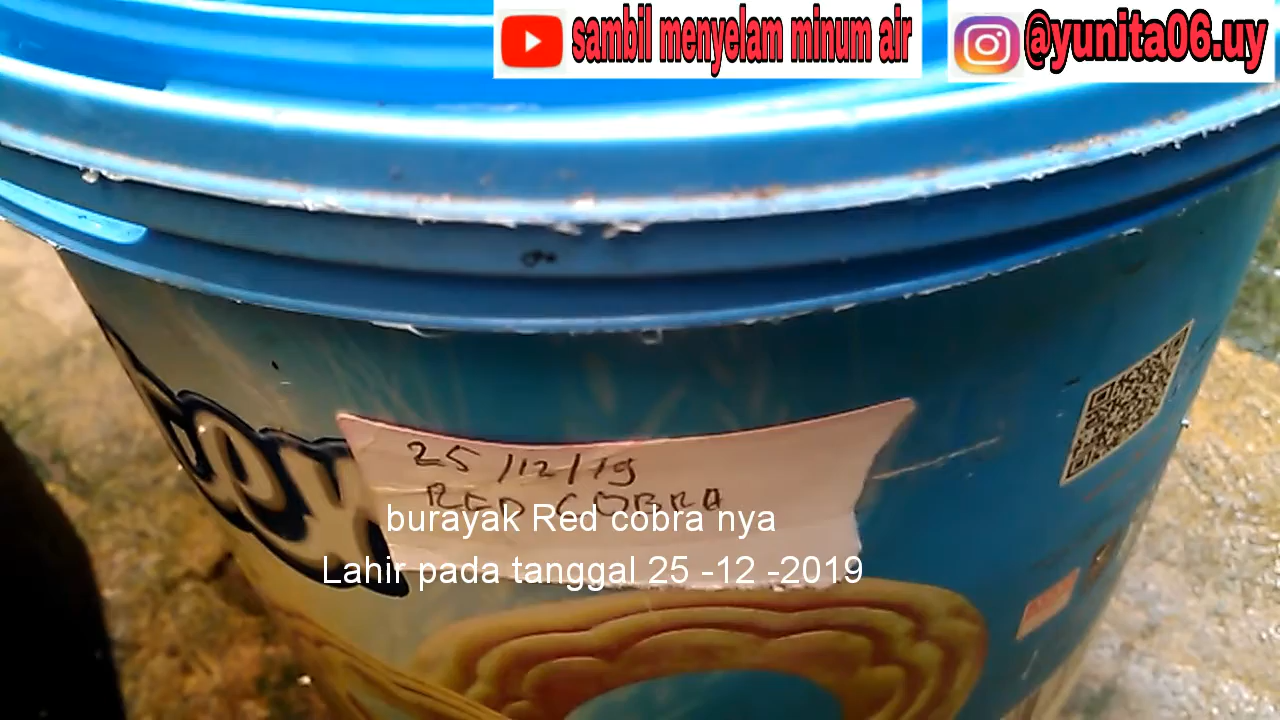 sambil menyelam minum air
@yunita06.uy
25/12/19
RED COBRA
burayak Red cobra nya
Lahir pada tanggal 25 -12 -2019